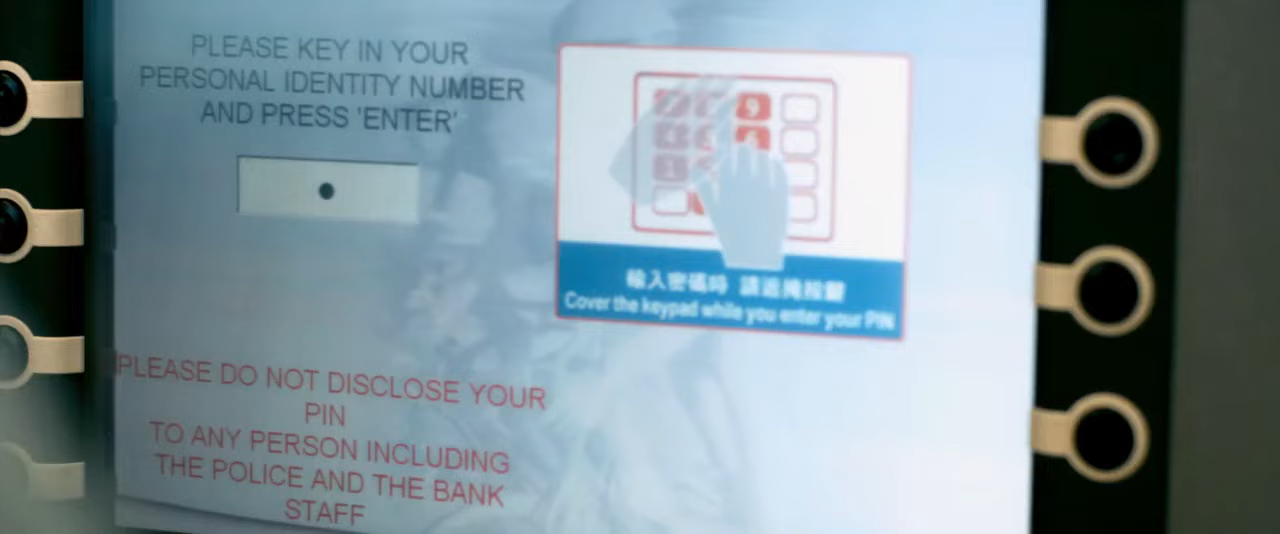 PLEASE KEY IN YOUR
PERSONAL IDENTITY NUMBER
AND PRESS 'ENTER'
9
輸入密碼時 請遮掩按鍵
Cover the keypad while you enter your PIN
PLEASE DO NOT DISCLOSE YOUR
PIN
TO ANY PERSON INCLUDING
THE POLICE AND THE BANK
STAFF